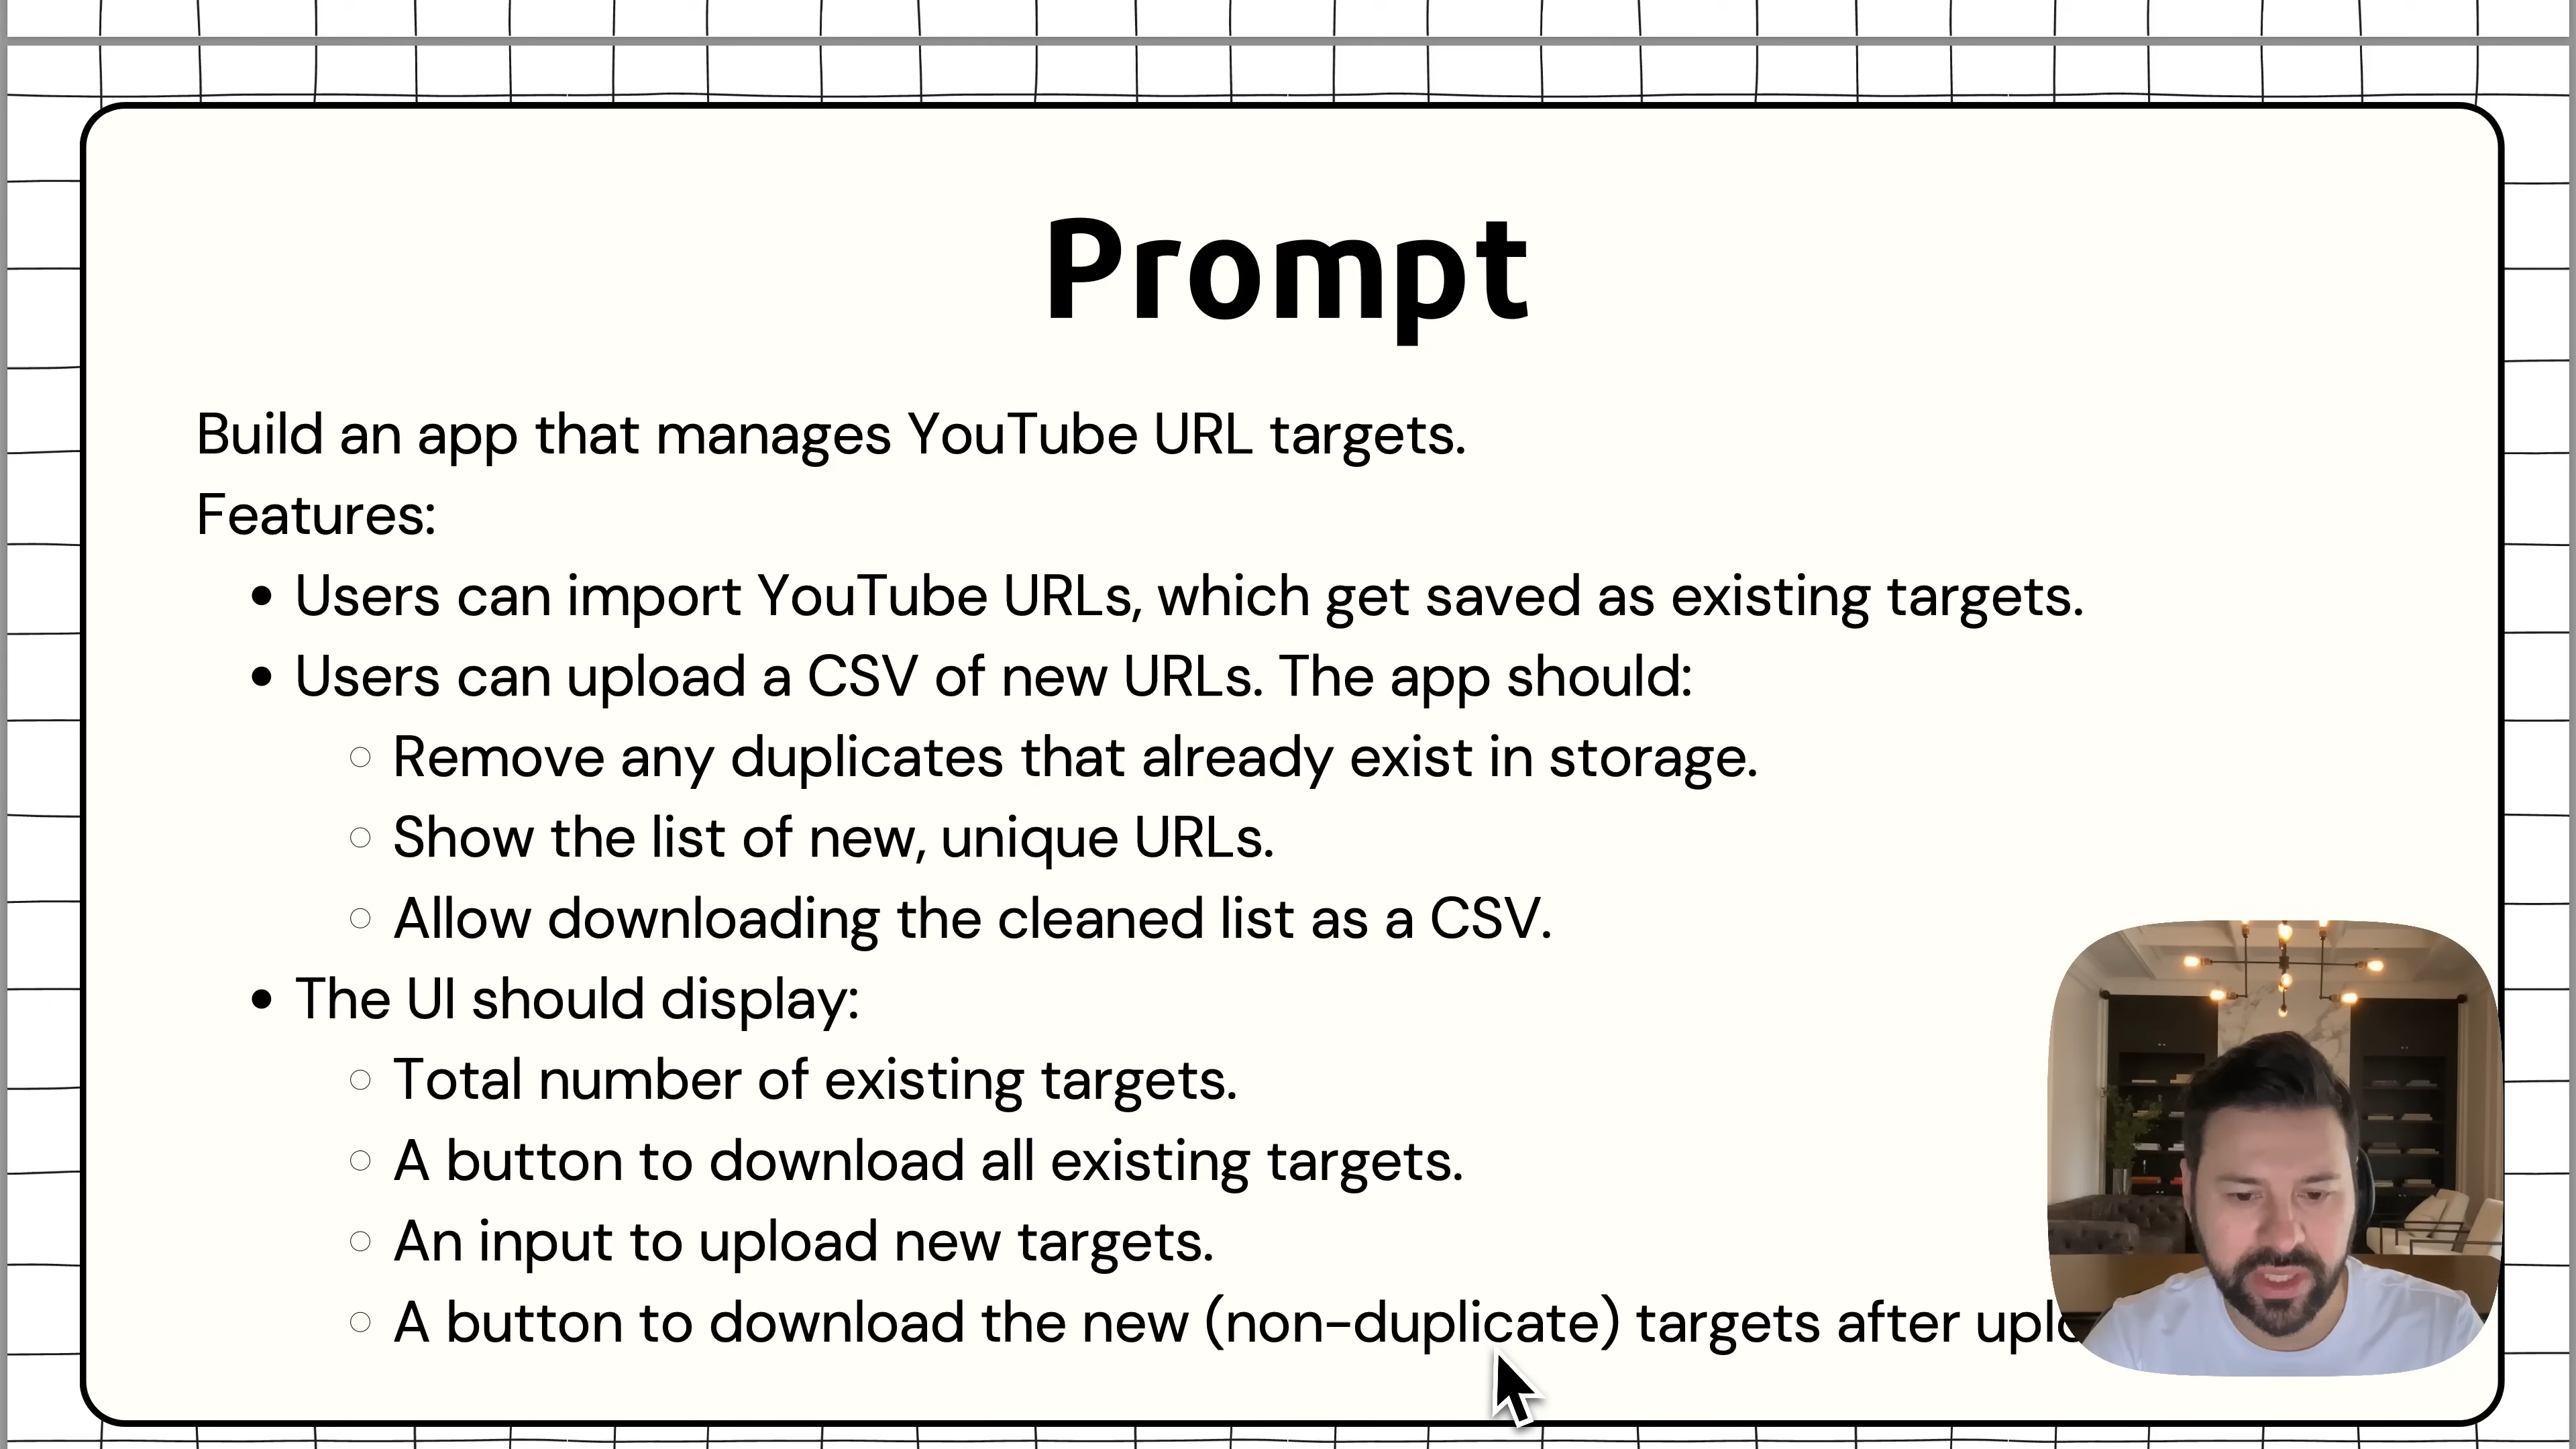 Prompt
Build an app that manages YouTube URL targets.
Features:
• Users can import YouTube URLs, which get saved as existing targets.
• Users can upload a CSV of new URLs. The app should:
○ Remove any duplicates that already exist in storage.
○ Show the list of new, unique URLs.
○ Allow downloading the cleaned list as a CSV.
• The UI should display:
○ Total number of existing targets.
○ A button to download all existing targets.
○ An input to upload new targets.
○ A button to download the new (non-duplicate) targets after